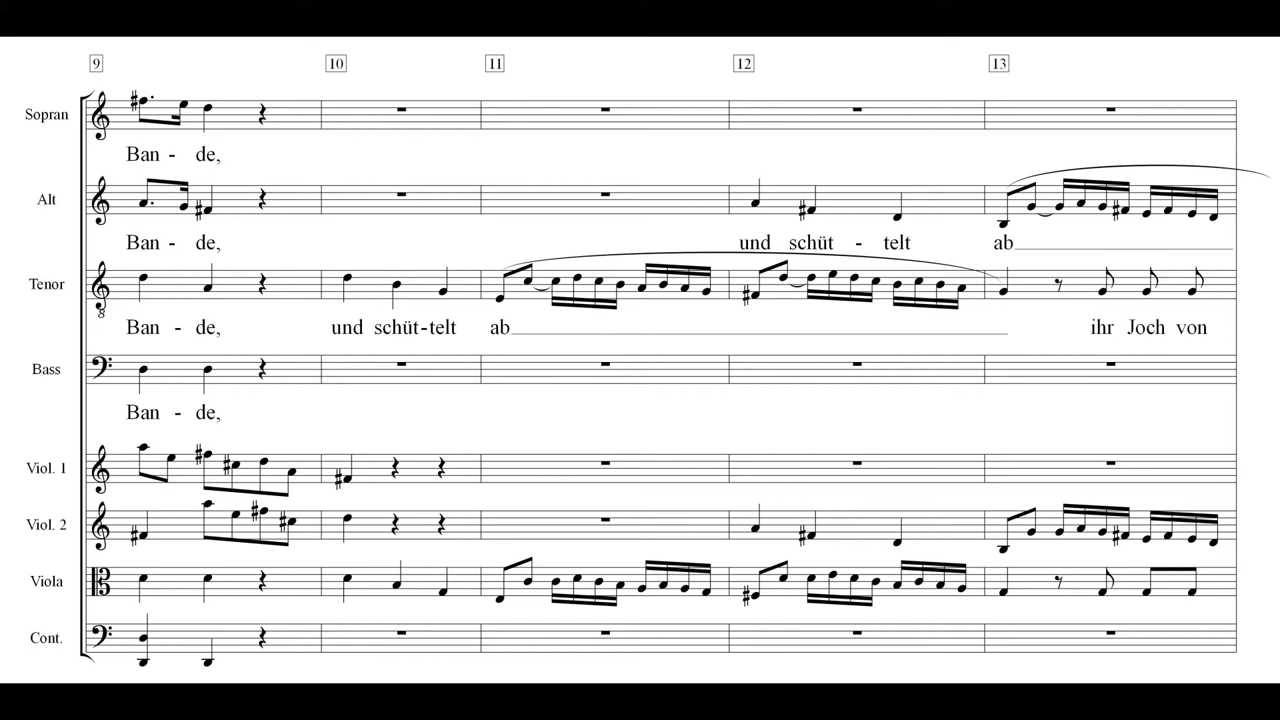 9 10 11 12 13
Sopran
Ban - de,
Alt
Ban - de, und schüt - telt ab
Tenor
Ban - de, und schüt - telt ab ihr Joch von
Bass
Ban - de,
Viol. 1
Viol. 2
Viola
Cont.